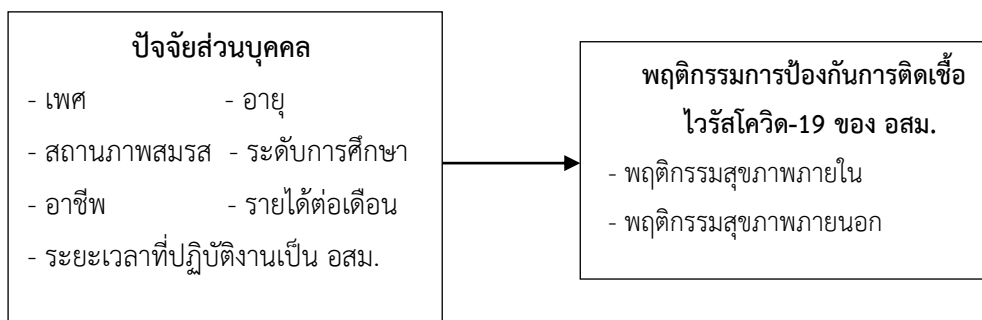 ปัจจัยส่วนบุคคล
- เพศ - อายุ
- สถานภาพสมรส - ระดับการศึกษา
- อาชีพ - รายได้ต่อเดือน
- ระยะเวลาที่ปฏิบัติงานเป็น อสม.
พฤติกรรมการป้องกันการติดเชื้อ
ไวรัสโควิด-19 ของ อสม.
- พฤติกรรมสุขภาพภายใน
- พฤติกรรมสุขภาพภายนอก